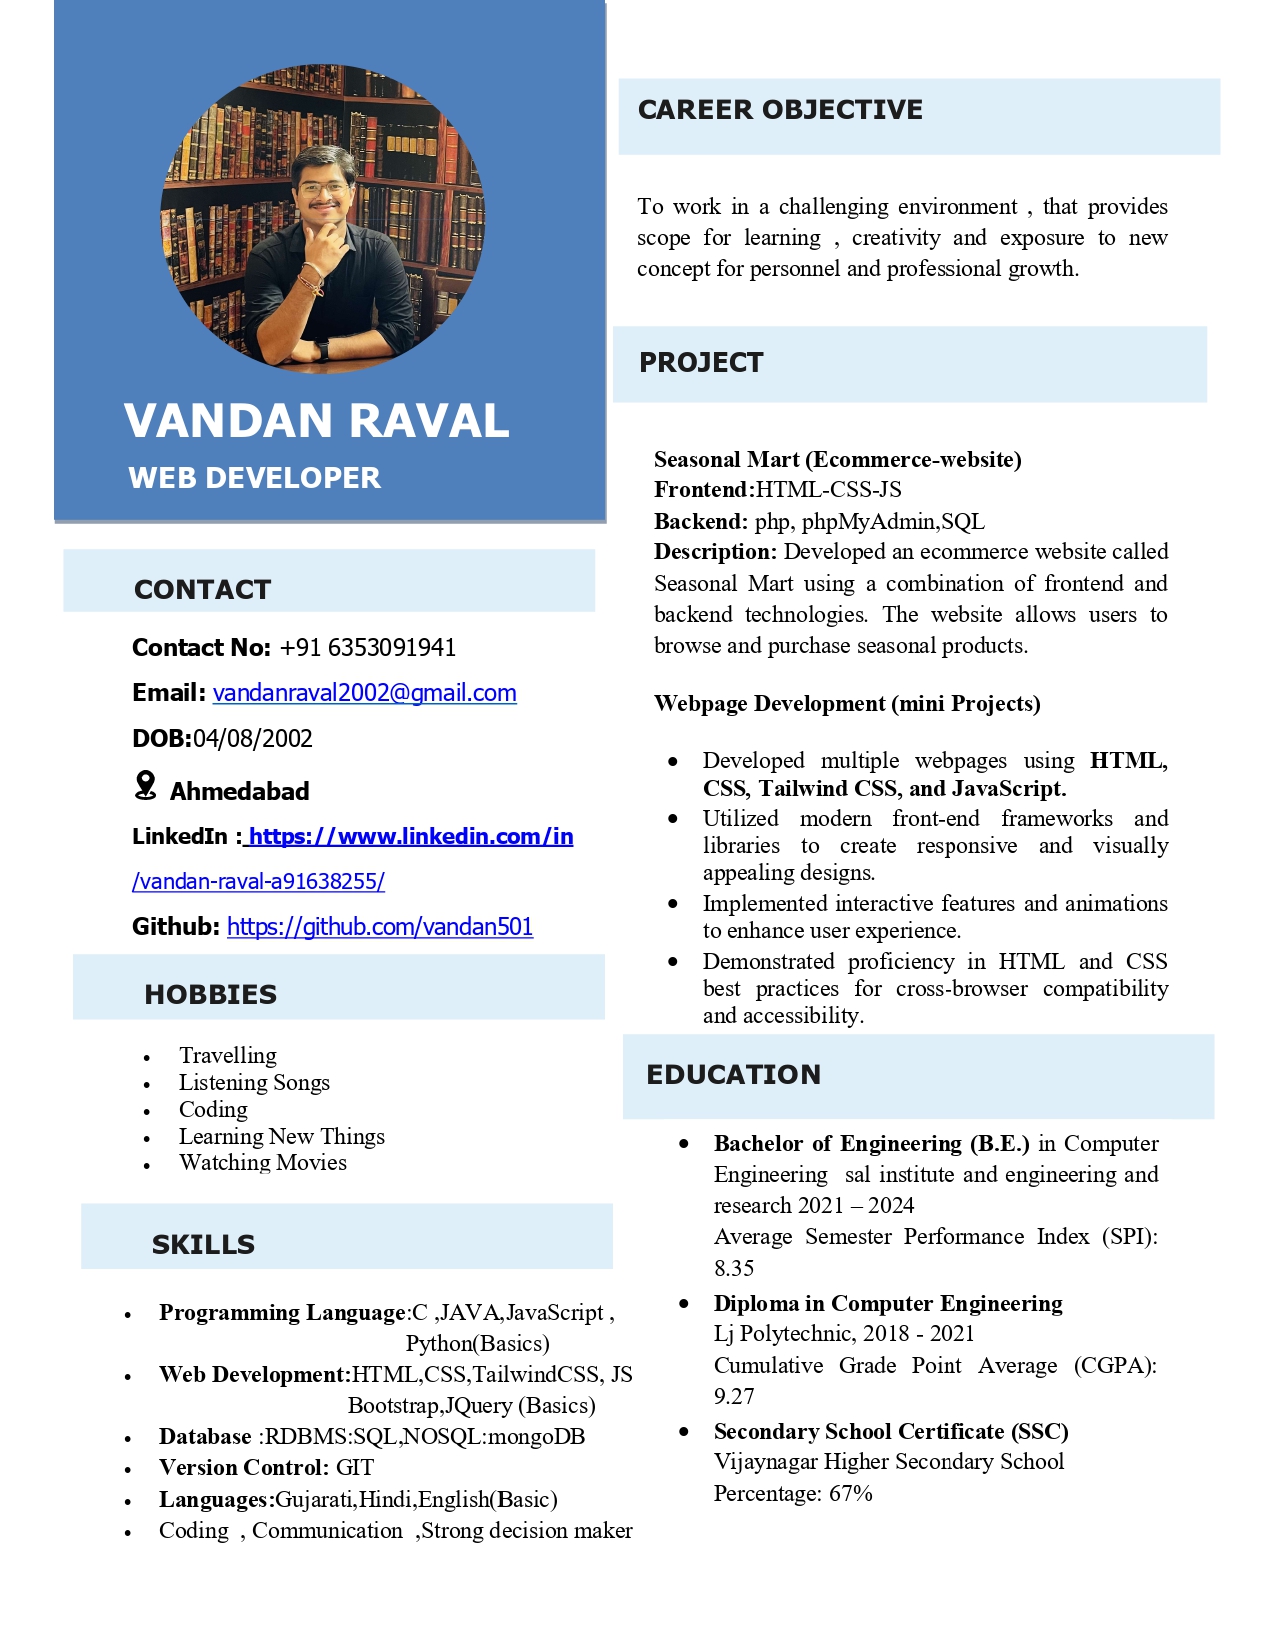 VANDAN RAVAL
WEB DEVELOPER
CONTACT
Contact No: +91 6353091941
Email: vandanraval2002@gmail.com
DOB:04/08/2002
Ahmedabad
LinkedIn : https://www.linkedin.com/in
/vandan-raval-a91638255/
Github: https://github.com/vandan501
HOBBIES
• Travelling
• Listening Songs
• Coding
• Learning New Things
• Watching Movies
SKILLS
• Programming Language:C ,JAVA,JavaScript ,
Python(Basics)
• Web Development:HTML,CSS,TailwindCSS, JS
Bootstrap,JQuery (Basics)
• Database :RDBMS:SQL,NOSQL:mongoDB
• Version Control: GIT
• Languages:Gujarati,Hindi,English(Basic)
• Coding , Communication ,Strong decision maker
CAREER OBJECTIVE
To work in a challenging environment , that provides
scope for learning , creativity and exposure to new
concept for personnel and professional growth.
PROJECT
Seasonal Mart (Ecommerce-website)
Frontend:HTML-CSS-JS
Backend: php, phpMyAdmin,SQL
Description: Developed an ecommerce website called
Seasonal Mart using a combination of frontend and
backend technologies. The website allows users to
browse and purchase seasonal products.
Webpage Development (mini Projects)
• Developed multiple webpages using HTML,
CSS, Tailwind CSS, and JavaScript.
• Utilized modern front-end frameworks and
libraries to create responsive and visually
appealing designs.
• Implemented interactive features and animations
to enhance user experience.
• Demonstrated proficiency in HTML and CSS
best practices for cross-browser compatibility
and accessibility.
EDUCATION
• Bachelor of Engineering (B.E.) in Computer
Engineering sal institute and engineering and
research 2021 – 2024
Average Semester Performance Index (SPI):
8.35
• Diploma in Computer Engineering
Lj Polytechnic, 2018 - 2021
Cumulative Grade Point Average (CGPA):
9.27
• Secondary School Certificate (SSC)
Vijaynagar Higher Secondary School
Percentage: 67%